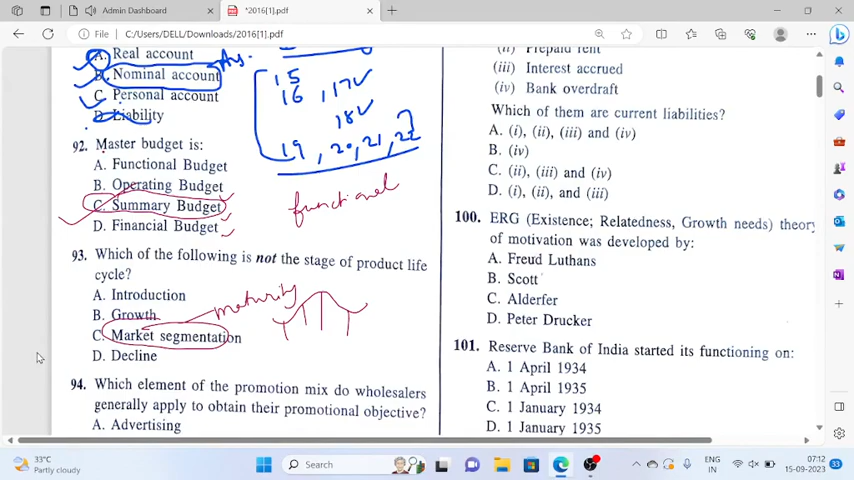 Admin Dashboard
*2016[1].pdf
File
C:/Users/DELL/Downloads/2016[1].pdf
A. Real account
B. Nominal account
Ans.
C. Personal account
D. Liability
15
16, 17
18
19, 20, 21, 22
92. Master budget is:
A. Functional Budget
B. Operating Budget
C. Summary Budget
D. Financial Budget
functional
93. Which of the following is not the stage of product life
cycle?
A. Introduction
B. Growth
C. Market segmentation
D. Decline
maturity
94. Which element of the promotion mix do wholesalers
generally apply to obtain their promotional objective?
A. Advertising
(ii) Prepaid rent
(iii) Interest accrued
(iv) Bank overdraft
Which of them are current liabilities?
A. (i), (ii), (iii) and (iv)
B. (iv)
C. (ii), (iii) and (iv)
D. (i), (ii), and (iii)
100. ERG (Existence; Relatedness, Growth needs) theory
of motivation was developed by:
A. Freud Luthans
B. Scott
C. Alderfer
D. Peter Drucker
101. Reserve Bank of India started its functioning on:
A. 1 April 1934
B. 1 April 1935
C. 1 January 1934
D. 1 January 1935
33°C
Partly cloudy
Search
ENG
IN
07:12
15-09-2023
33